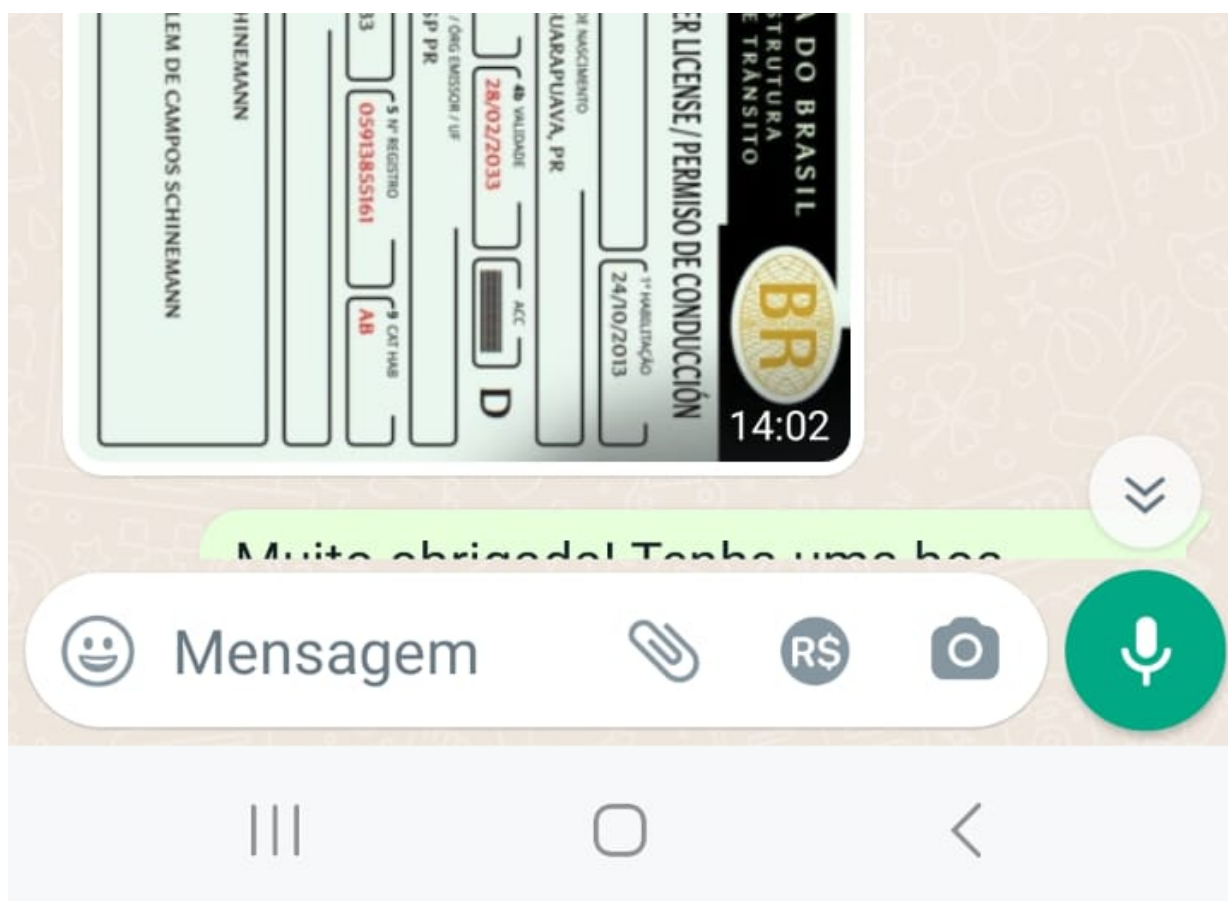 A DO BRASIL
STRUTURA
E TRÂNSITO
BR
ER LICENSE / PERMISO DE CONDUCCIÓN
1ª HABILITAÇÃO
24/10/2013
DE NASCIMENTO
UARAPUAVA, PR
4b VALIDADE ACC
28/02/2033 D
/ ÓRG EMISSOR / UF
SP PR
5 Nº REGISTRO 9 CAT HAB
33 05913855161 AB
HINEMANN
LEM DE CAMPOS SCHINEMANN
14:02
Muito obrigado! Tenha uma boa
Mensagem
R$